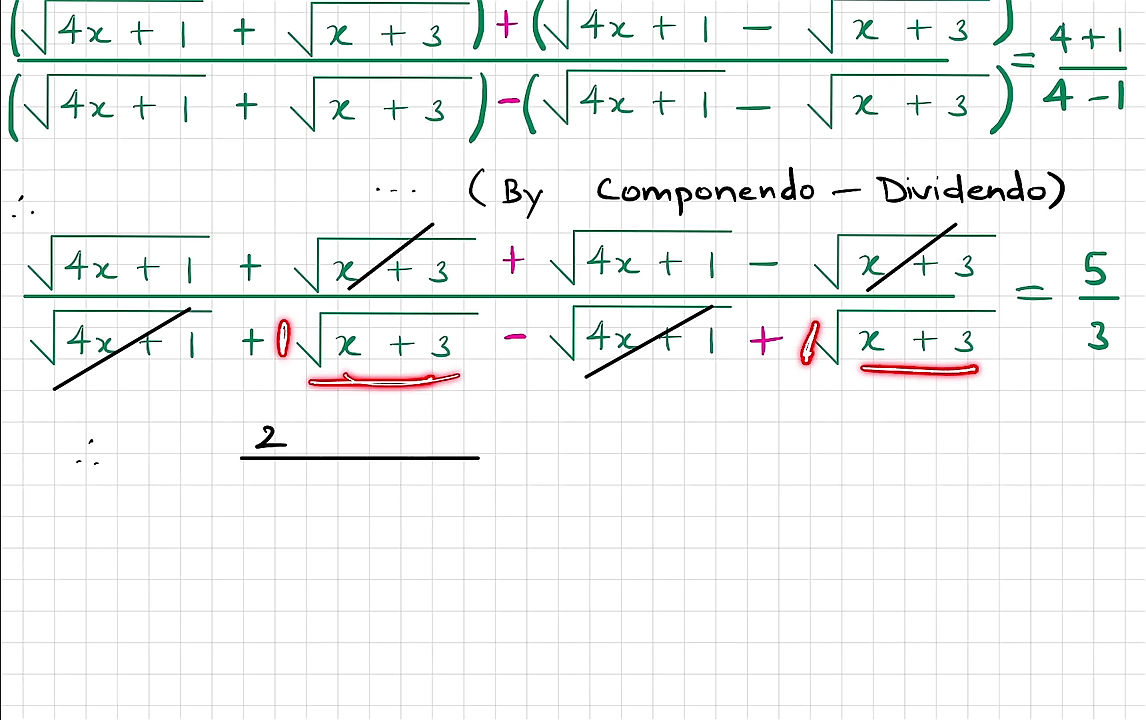 (√4x + 1 + √x + 3) + (√4x + 1 − √x + 3) = 4 + 1
(√4x + 1 + √x + 3) − (√4x + 1 − √x + 3) 4 − 1
∴ ... (By Componendo − Dividendo)
√4x + 1 + √x + 3 + √4x + 1 − √x + 3 = 5
√4x + 1 + 1√x + 3 − √4x + 1 + 1√x + 3 3
∴ 2